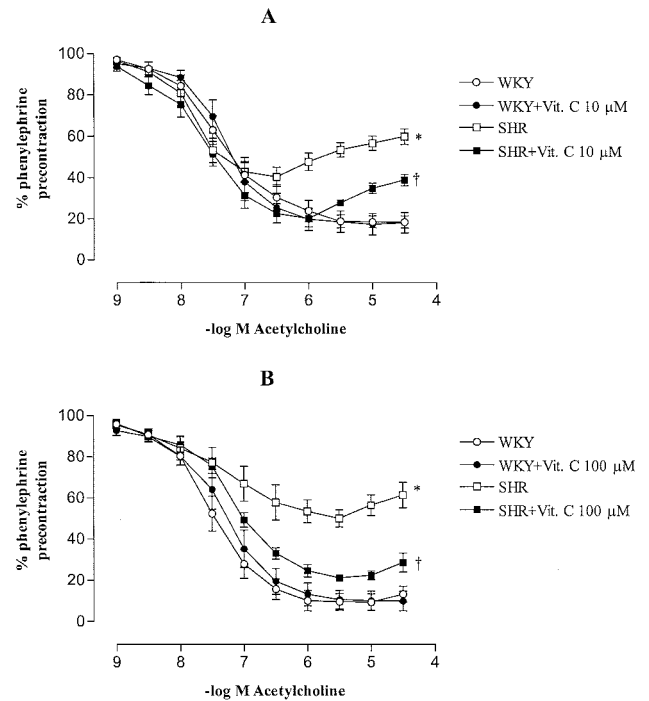 A
% phenylephrine
precontraction
100
80
60
40
20
0
9 8 7 6 5 4
-log M Acetylcholine
*
†
WKY
WKY+Vit. C 10 µM
SHR
SHR+Vit. C 10 µM
B
% phenylephrine
precontraction
100
80
60
40
20
0
9 8 7 6 5 4
-log M Acetylcholine
*
†
WKY
WKY+Vit. C 100 µM
SHR
SHR+Vit. C 100 µM